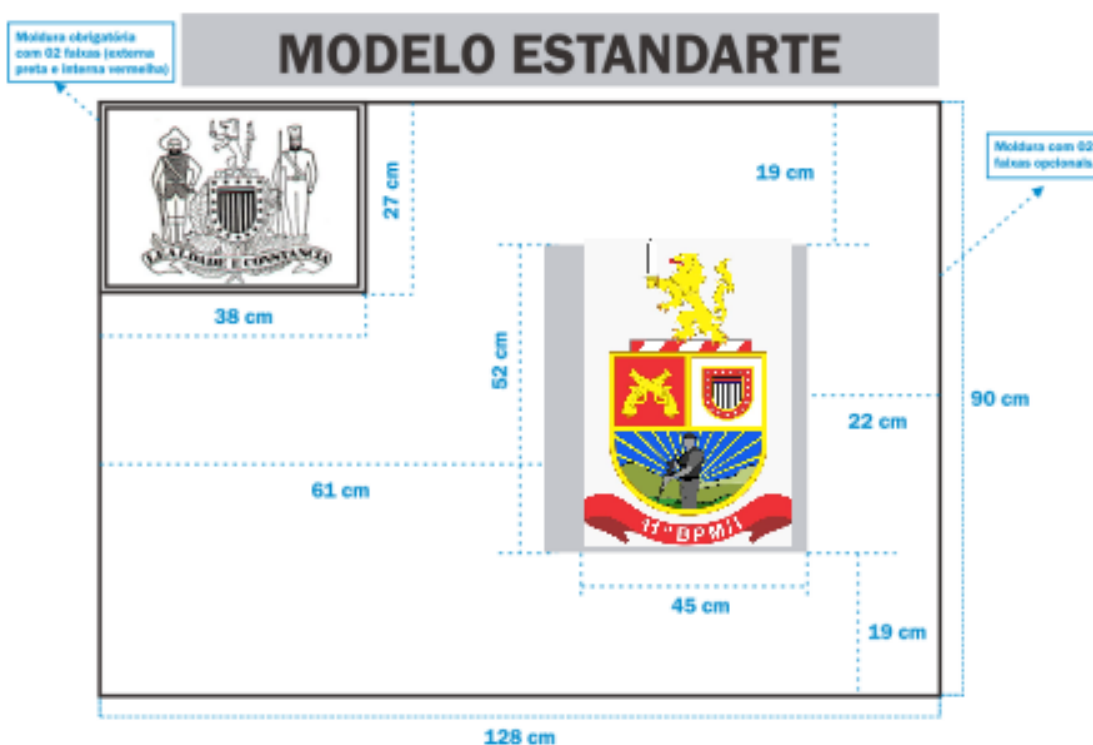 MODELO ESTANDARTE
Moldura obrigatória
com 02 faixas (externa
preta e interna vermelha)
Moldura com 02
faixas opcionais
LEALDADE E CONSTANCIA
27 cm
38 cm
19 cm
52 cm
22 cm
90 cm
61 cm
11º BPM/I
45 cm
19 cm
128 cm